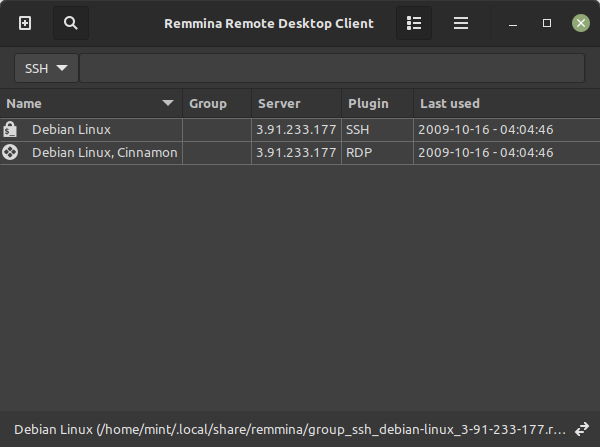 Remmina Remote Desktop Client
SSH
Name Group Server Plugin Last used
Debian Linux 3.91.233.177 SSH 2009-10-16 - 04:04:46
Debian Linux, Cinnamon 3.91.233.177 RDP 2009-10-16 - 04:04:46
Debian Linux (/home/mint/.local/share/remmina/group_ssh_debian-linux_3-91-233-177.r...